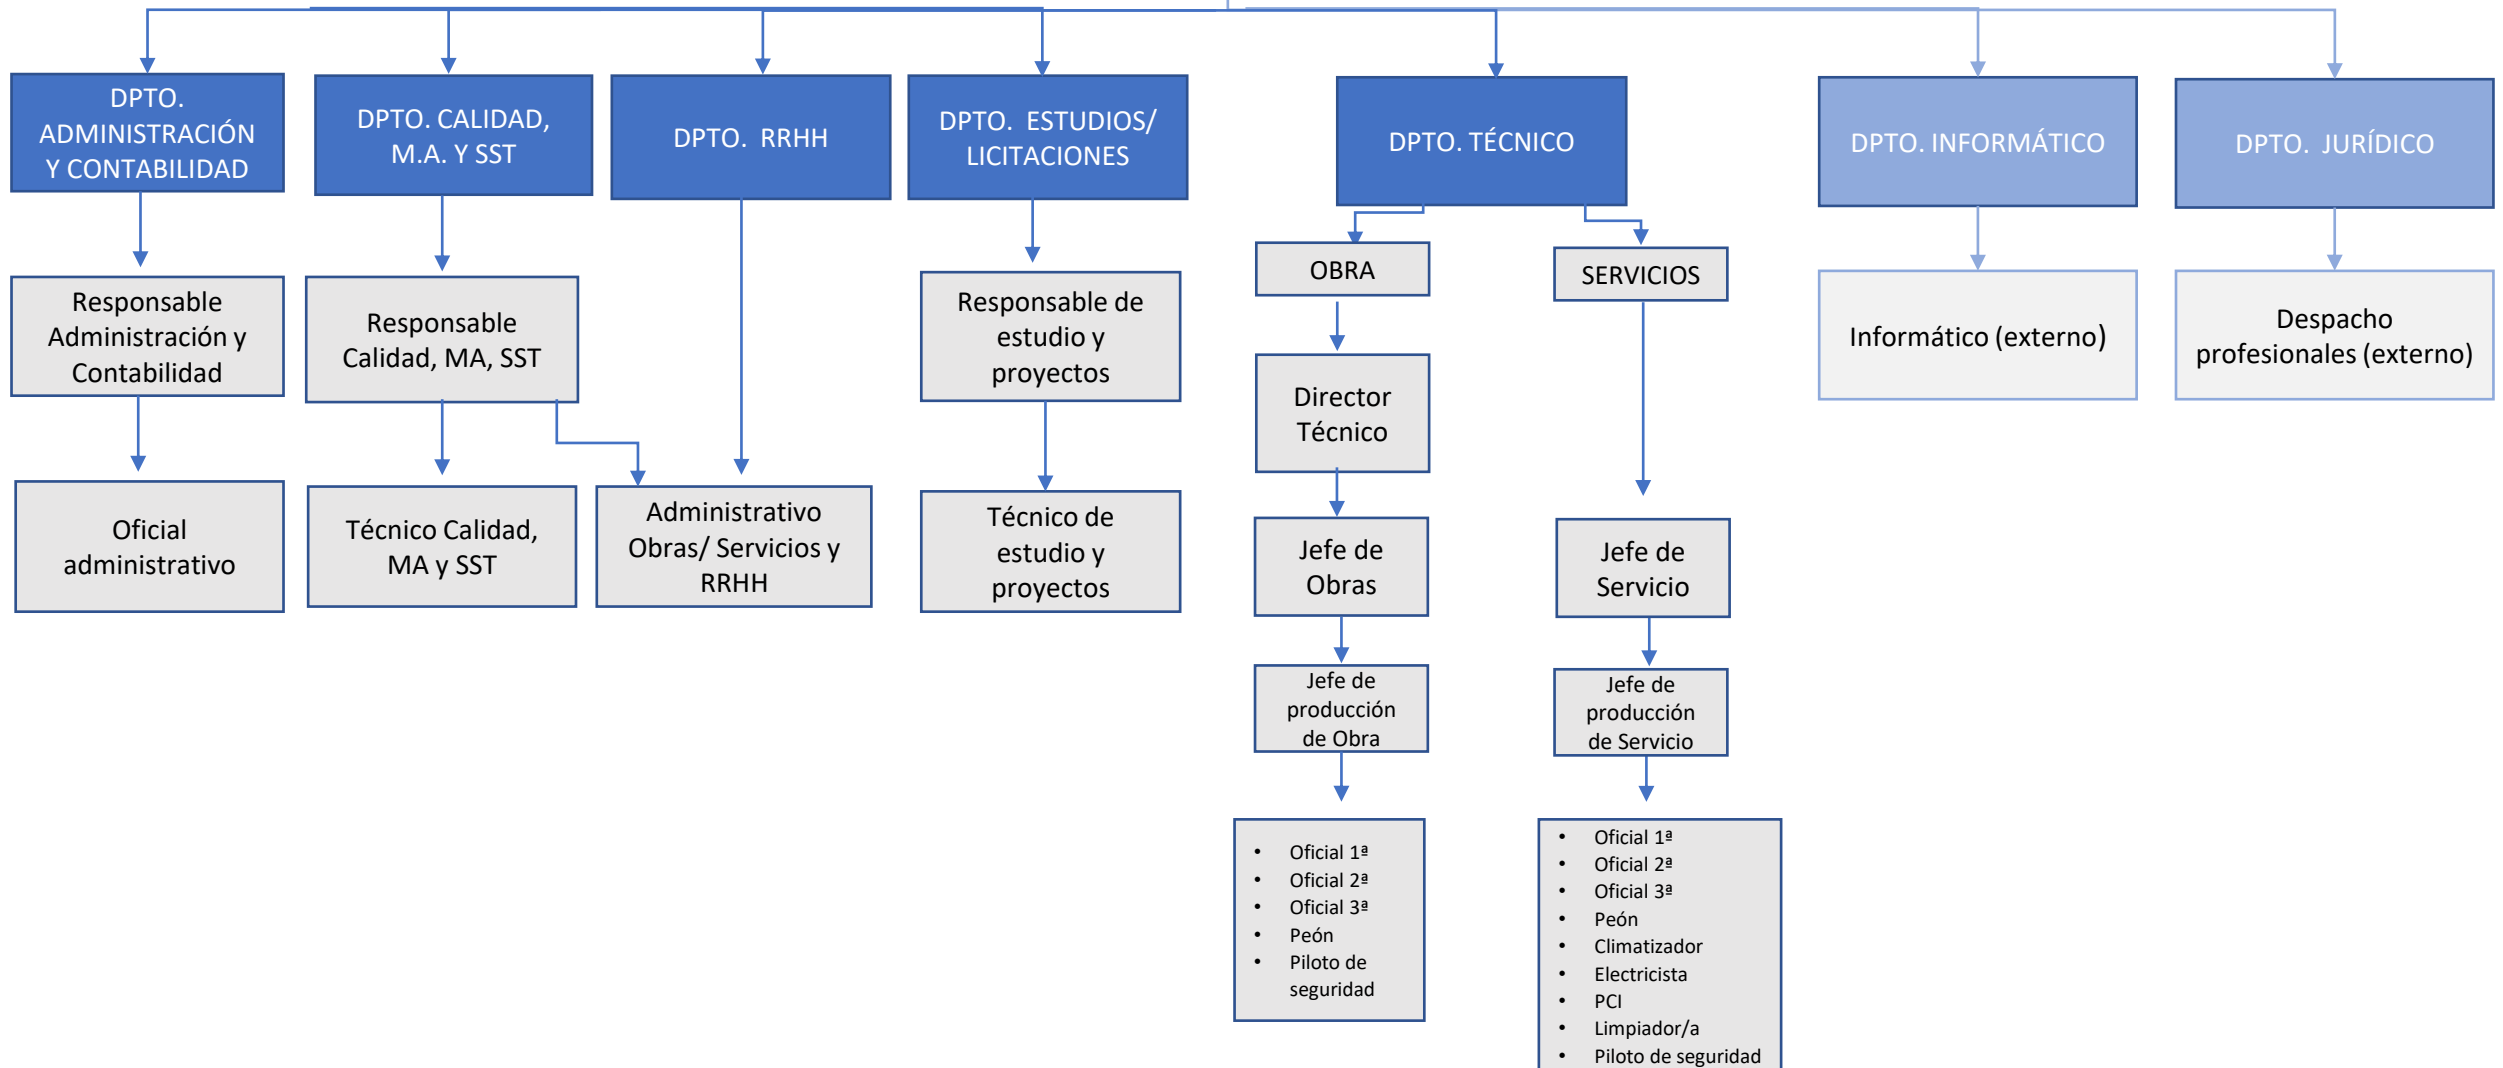 DPTO.
ADMINISTRACIÓN
Y CONTABILIDAD
DPTO. CALIDAD,
M.A. Y SST
DPTO. RRHH
DPTO. ESTUDIOS/
LICITACIONES
DPTO. TÉCNICO
DPTO. INFORMÁTICO
DPTO. JURÍDICO
OBRA
SERVICIOS
Responsable
Administración y
Contabilidad
Responsable
Calidad, MA, SST
Responsable de
estudio y
proyectos
Director
Técnico
Informático (externo)
Despacho
profesionales (externo)
Oficial
administrativo
Técnico Calidad,
MA y SST
Administrativo
Obras/ Servicios y
RRHH
Técnico de
estudio y
proyectos
Jefe de
Obras
Jefe de
Servicio
Jefe de
producción
de Obra
Jefe de
producción
de Servicio
• Oficial 1ª
• Oficial 2ª
• Oficial 3ª
• Peón
• Piloto de
seguridad
• Oficial 1ª
• Oficial 2ª
• Oficial 3ª
• Peón
• Climatizador
• Electricista
• PCI
• Limpiador/a
• Piloto de seguridad